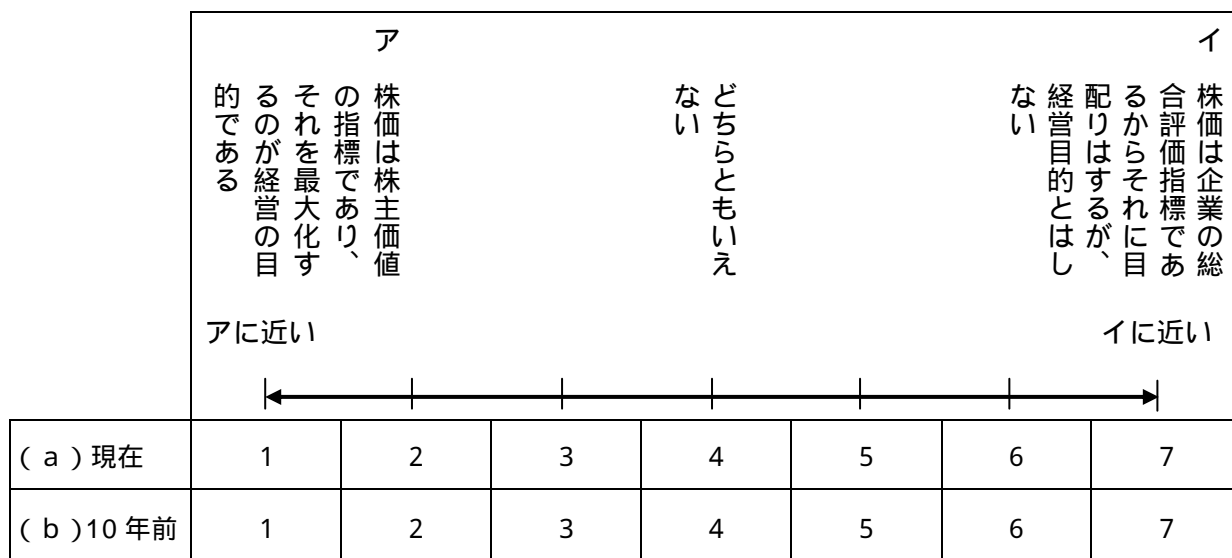 ア
株価は株主価値
の指標であり、
それを最大化す
るのが経営の目
的である
どちらともいえ
ない
イ
株価は企業の総
合評価指標であ
るからそれに目
配りはするが、
経営目的とはし
ない
アに近い
イに近い
(a)現在 1 2 3 4 5 6 7
(b)10年前 1 2 3 4 5 6 7